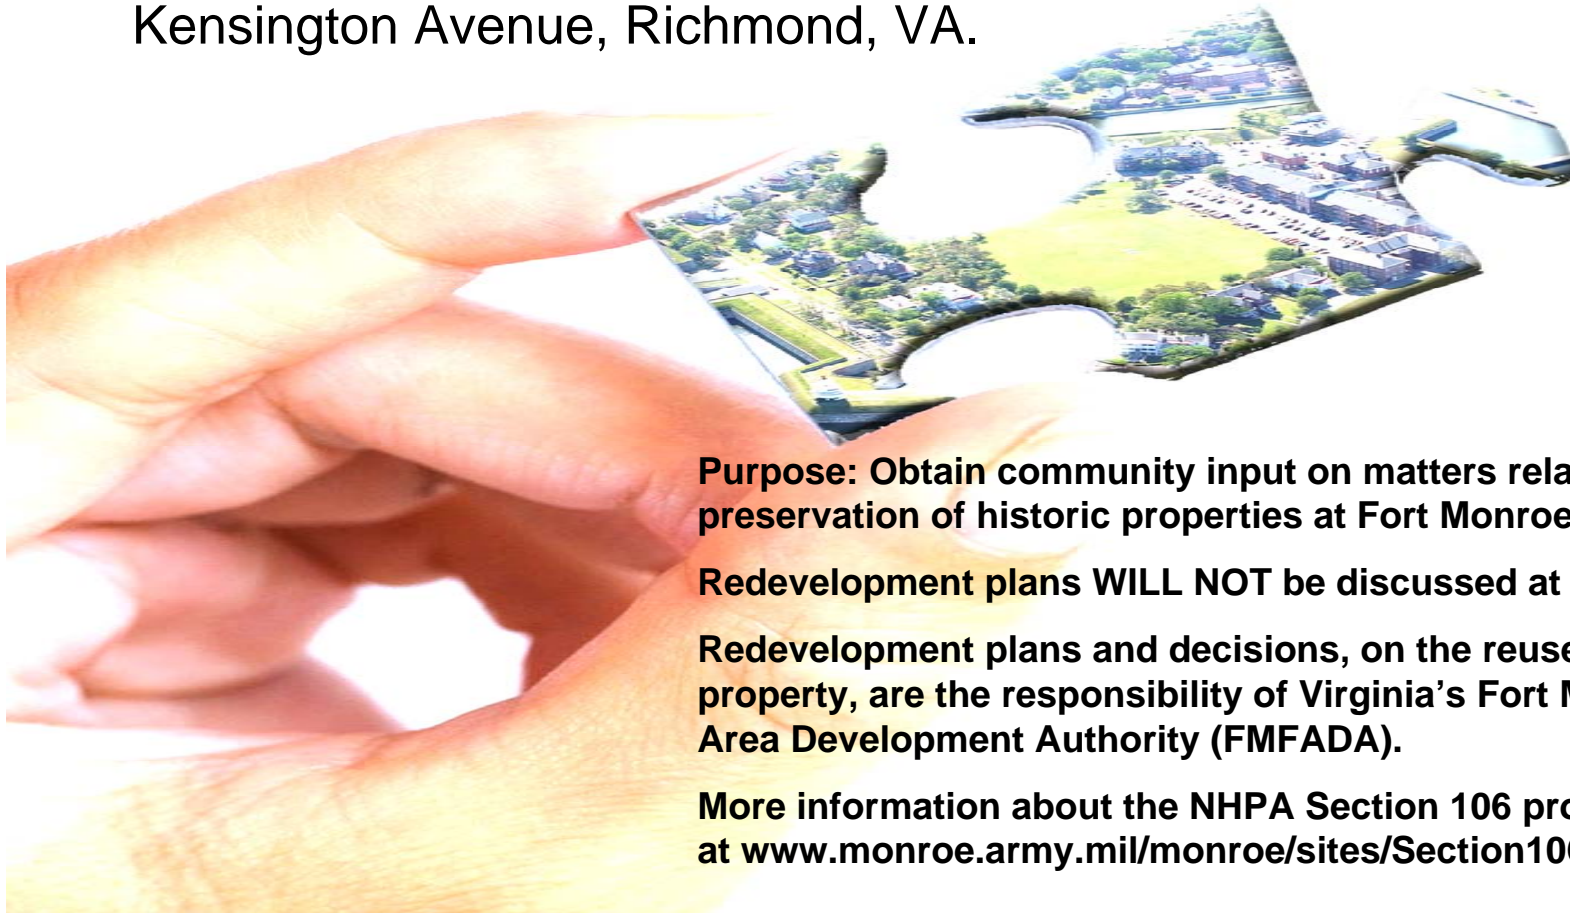 Kensington Avenue, Richmond, VA.
Purpose: Obtain community input on matters rela
preservation of historic properties at Fort Monroe
Redevelopment plans WILL NOT be discussed at
Redevelopment plans and decisions, on the reuse
property, are the responsibility of Virginia’s Fort M
Area Development Authority (FMFADA).
More information about the NHPA Section 106 pro
at www.monroe.army.mil/monroe/sites/Section106